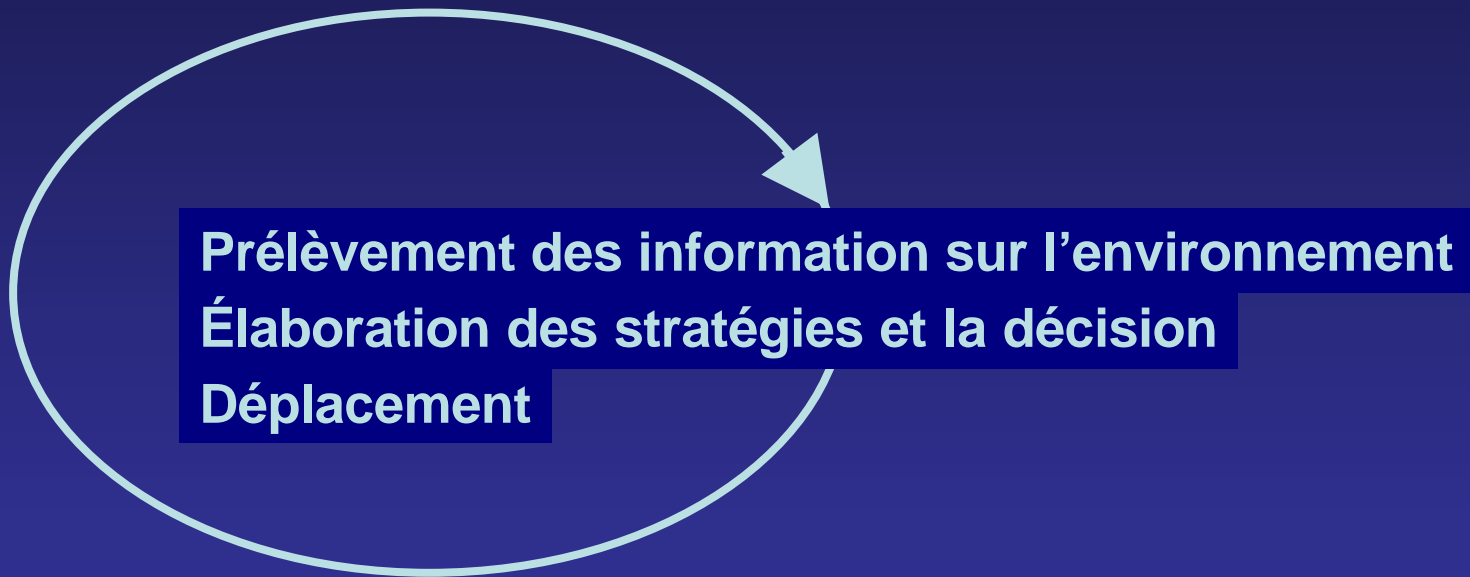 Prélèvement des information sur l’environnement
Élaboration des stratégies et la décision
Déplacement